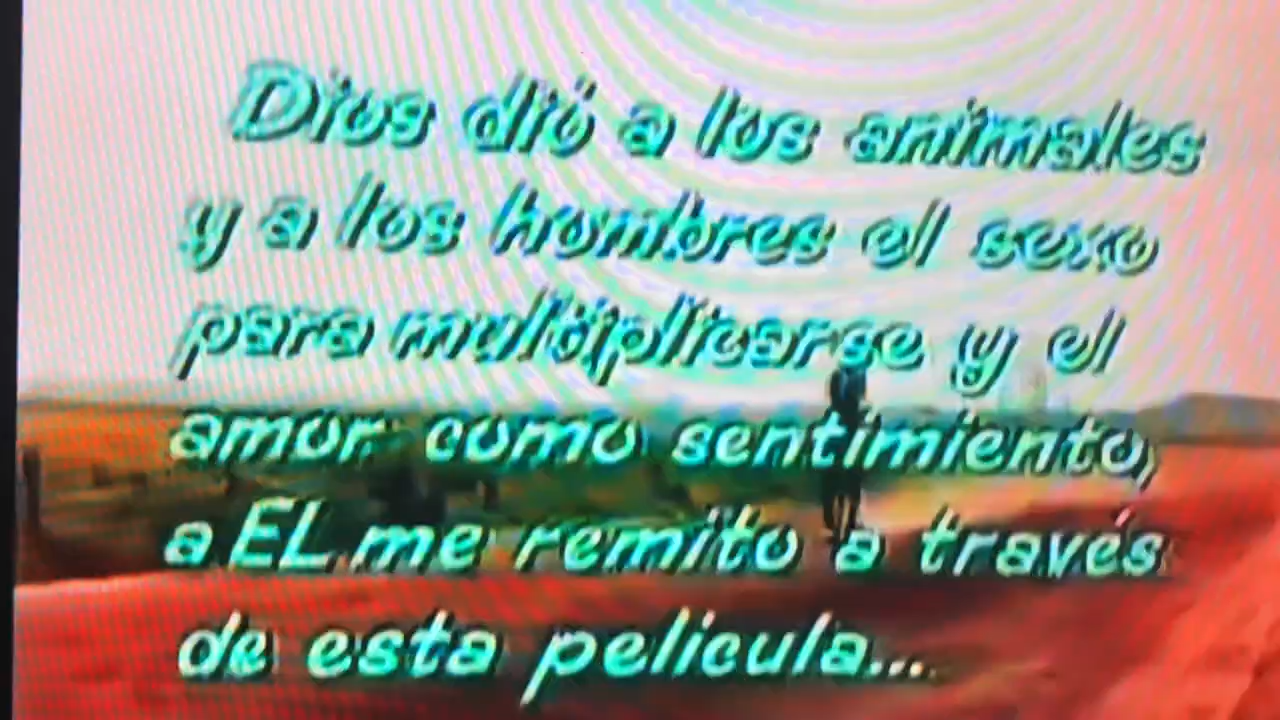 Dios dió a los animales
y a los hombres el sexo
para multiplicarse y el
amor como sentimiento,
a EL me remito a través
de esta pelicula...